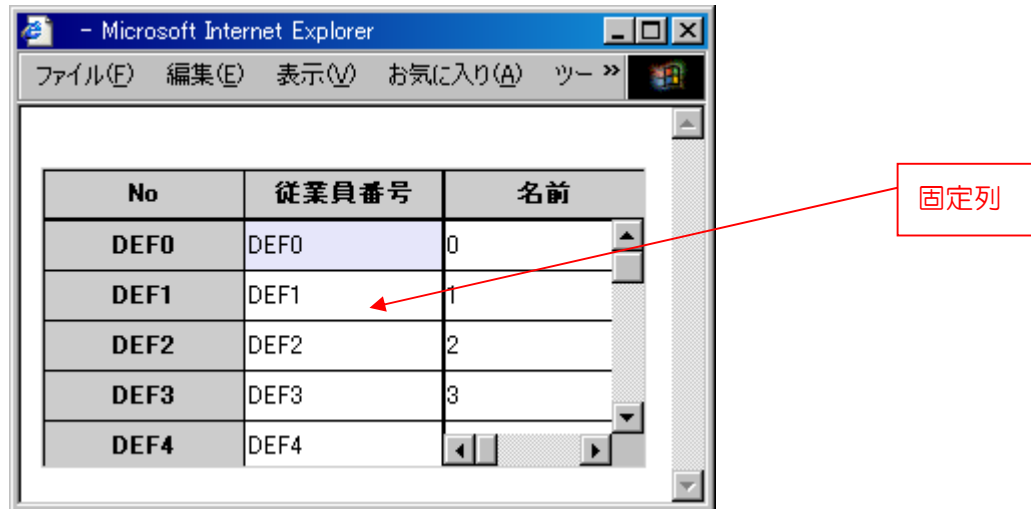 - Microsoft Internet Explorer
ファイル(F) 編集(E) 表示(V) お気に入り(A) ツー »
No 従業員番号 名前
DEF0 DEF0 0
DEF1 DEF1 1
DEF2 DEF2 2
DEF3 DEF3 3
DEF4 DEF4
固定列